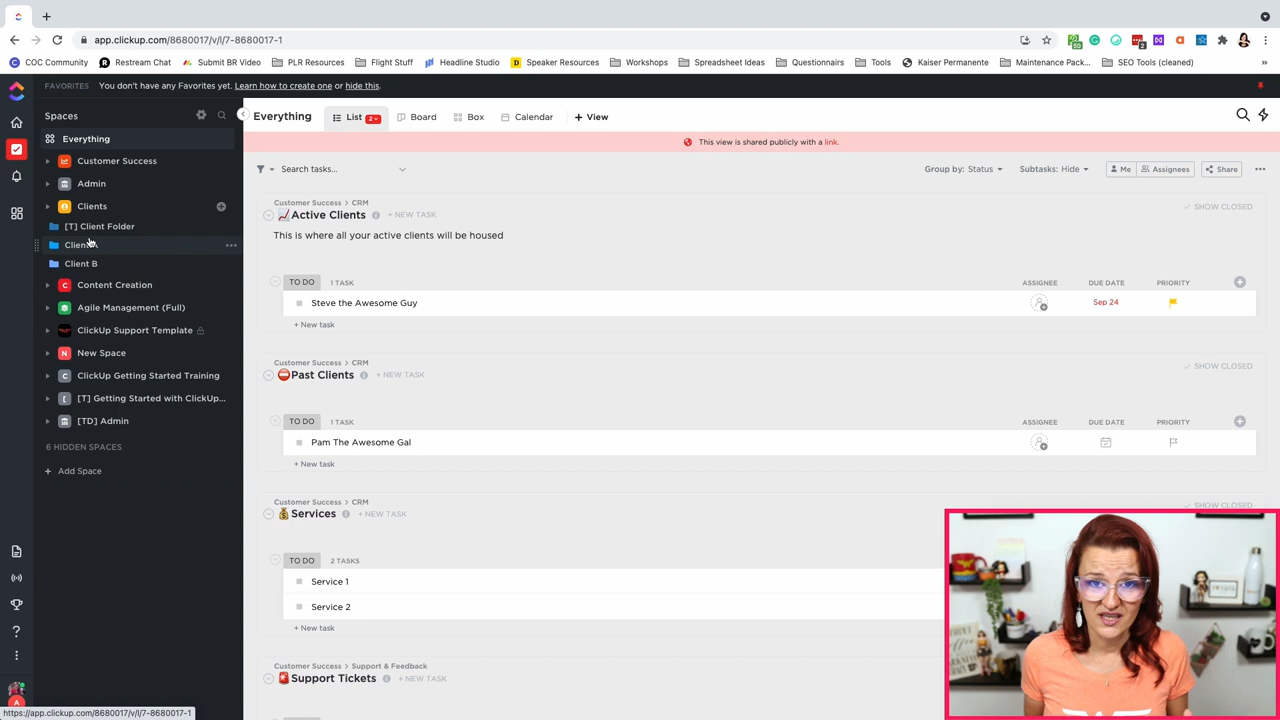 app.clickup.com/8680017/v/l/7-8680017-1
60
2
COC Community
Restream Chat
Submit BR Video
PLR Resources
Flight Stuff
Headline Studio
Speaker Resources
Workshops
Spreadsheet Ideas
Questionnairs
Tools
Kaiser Permanente
Maintenance Pack...
SEO Tools (cleaned)
»
FAVORITES You don't have any Favorites yet. Learn how to create one or hide this.
Spaces
Everything
Customer Success
Admin
Clients
[T] Client Folder
Client A
Client B
C Content Creation
Agile Management (Full)
ClickUp Support Template
N New Space
C ClickUp Getting Started Training
[ [T] Getting Started with ClickUp...
[TD] Admin
6 HIDDEN SPACES
+ Add Space
A
https://app.clickup.com/8680017/v/l/7-8680017-1
Everything
List 2
Board
Box
Calendar
+ View
This view is shared publicly with a link.
Search tasks...
Group by: Status
Subtasks: Hide
Me
Assignees
Share
Customer Success > CRM
Active Clients
+ NEW TASK
SHOW CLOSED
This is where all your active clients will be housed
TO DO 1 TASK ASSIGNEE DUE DATE PRIORITY
Steve the Awesome Guy Sep 24
+ New task
Customer Success > CRM
SHOW CLOSED
Past Clients + NEW TASK
TO DO 1 TASK ASSIGNEE DUE DATE PRIORITY
Pam The Awesome Gal
+ New task
Customer Success > CRM
SHOW CLOSED
Services + NEW TASK
TO DO 2 TASKS
Service 1
Service 2
+ New task
Customer Success > Support & Feedback
Support Tickets + NEW TASK